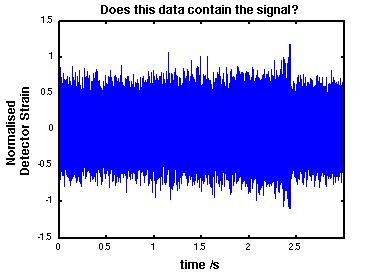 Does this data contain the signal?
1.5
1
0.5
0
-0.5
-1
-1.5
Normalised
Detector Strain
0 0.5 1 1.5 2 2.5
time /s